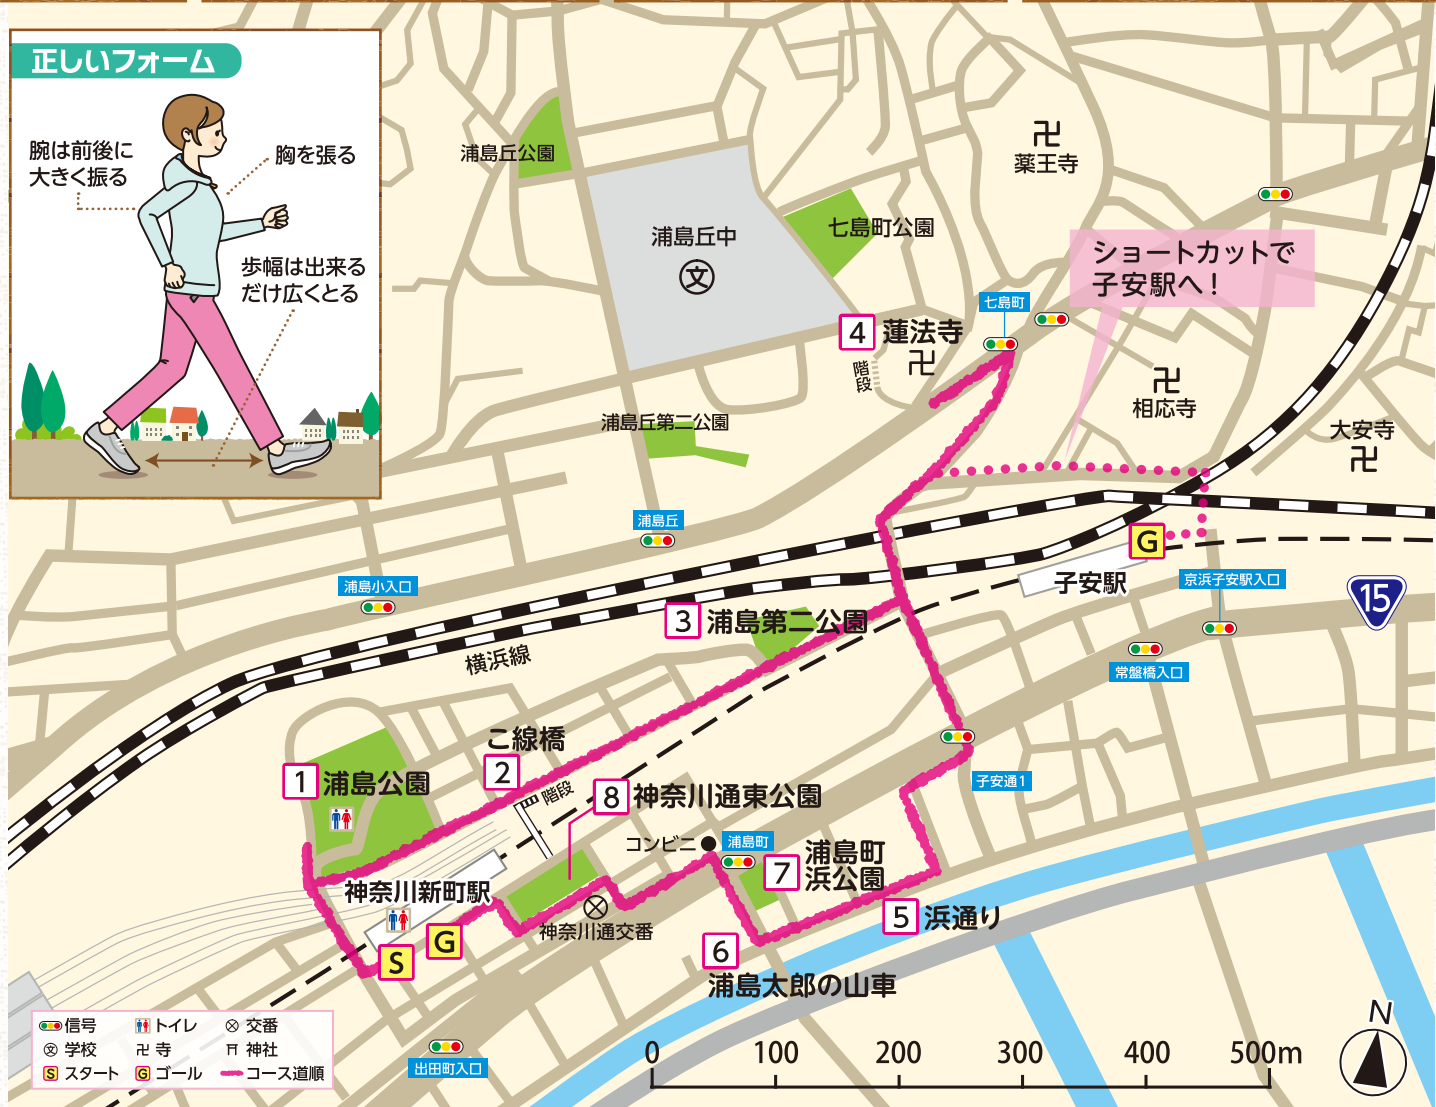 正しいフォーム
腕は前後に
大きく振る
胸を張る
歩幅は出来る
だけ広くとる
浦島丘公園
薬王寺
七島町公園
浦島丘中
文
ショートカットで
子安駅へ！
七島町
4 蓮法寺
階段
相応寺
大安寺
浦島丘第二公園
浦島丘
G
子安駅
京浜子安駅入口
浦島小入口
15
3 浦島第二公園
横浜線
常盤橋入口
こ線橋
2
1 浦島公園
階段
8 神奈川通東公園
子安通1
コンビニ
浦島町
7 浦島町
浜公園
神奈川新町駅
5 浜通り
神奈川通交番
G
S
6
浦島太郎の山車
信号
トイレ
交番
文 学校
寺
神社
S スタート
G ゴール
コース道順
出田町入口
0 100 200 300 400 500m
N